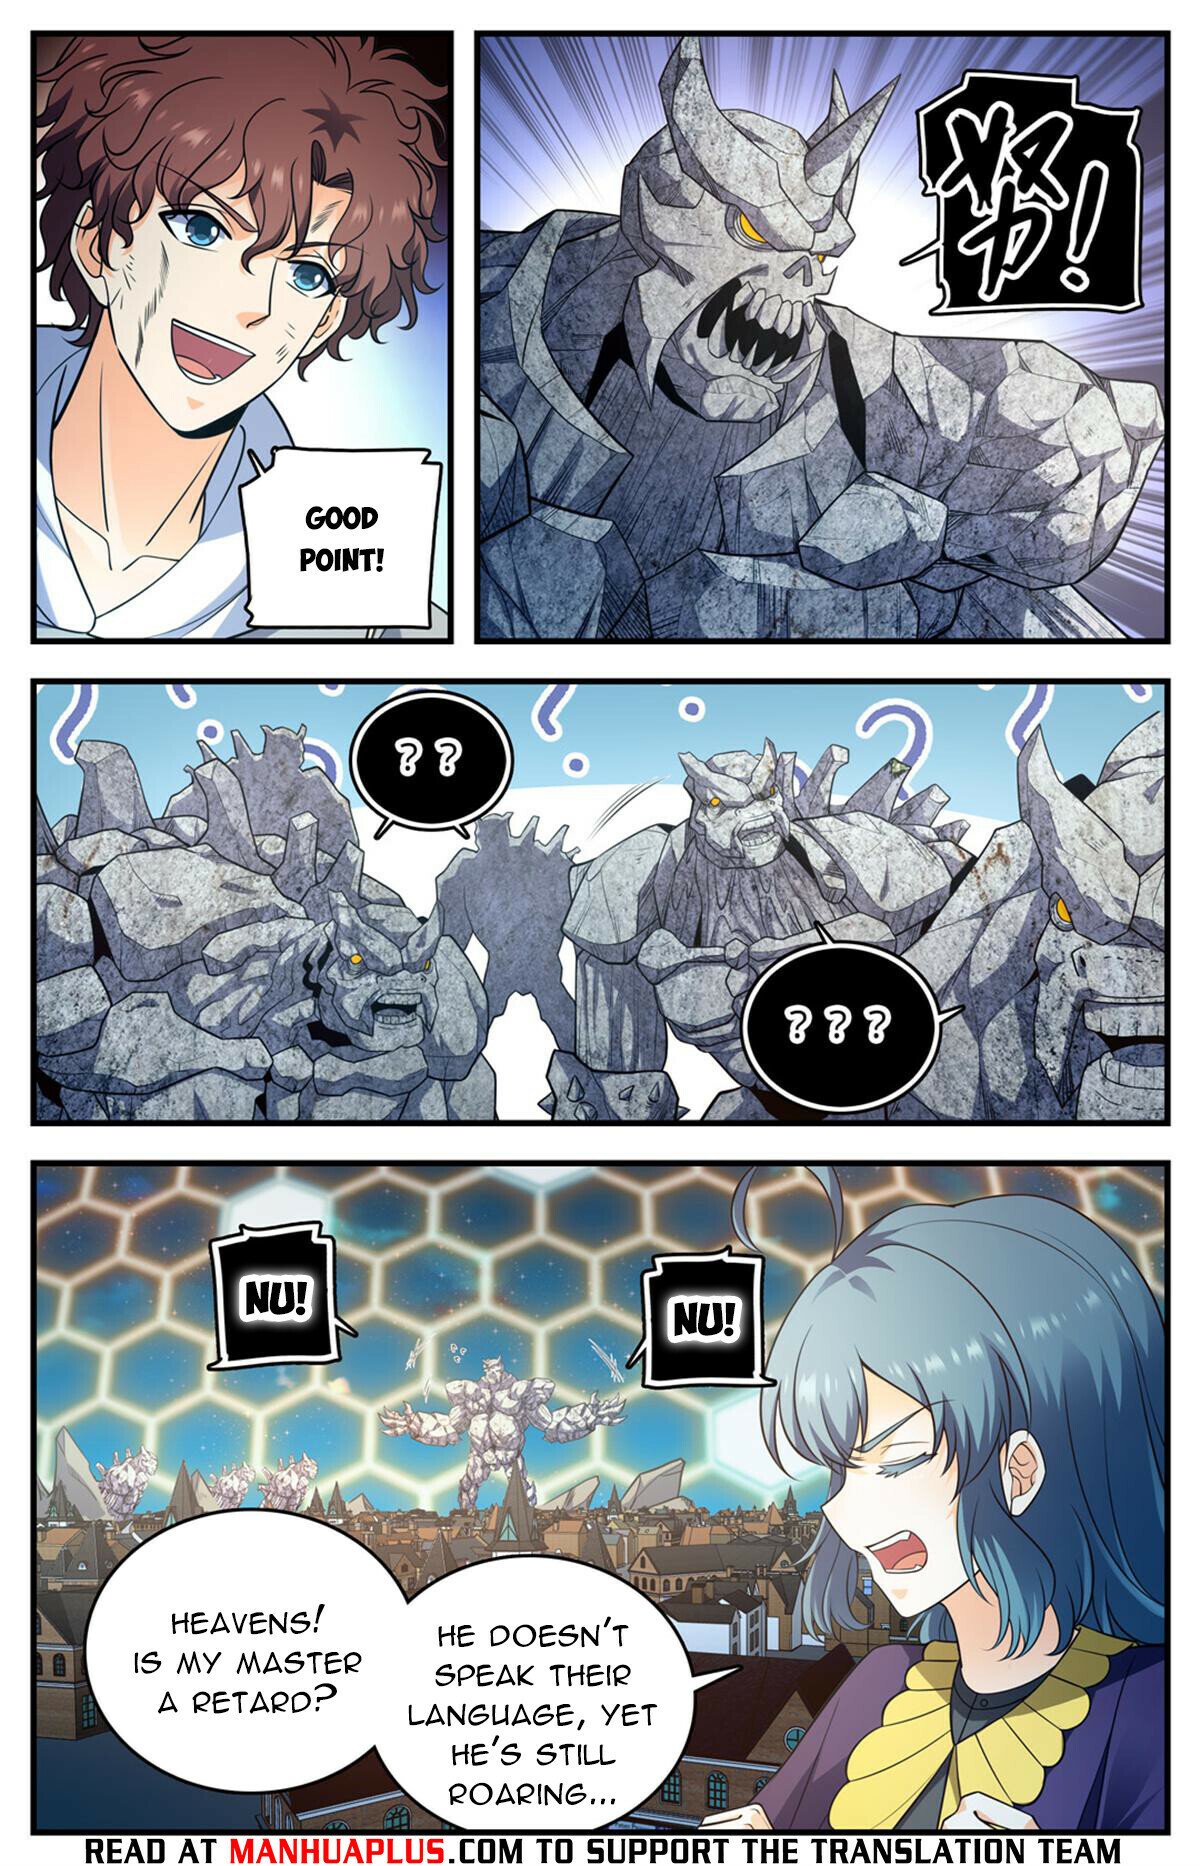 GOOD
POINT!
努
力!
? ?
? ? ?
NU!
NU!
HEAVENS!
IS MY MASTER
A RETARD?
HE DOESN'T
SPEAK THEIR
LANGUAGE, YET
HE'S STILL
ROARING...
READ AT MANHUAPLUS.COM TO SUPPORT THE TRANSLATION TEAM